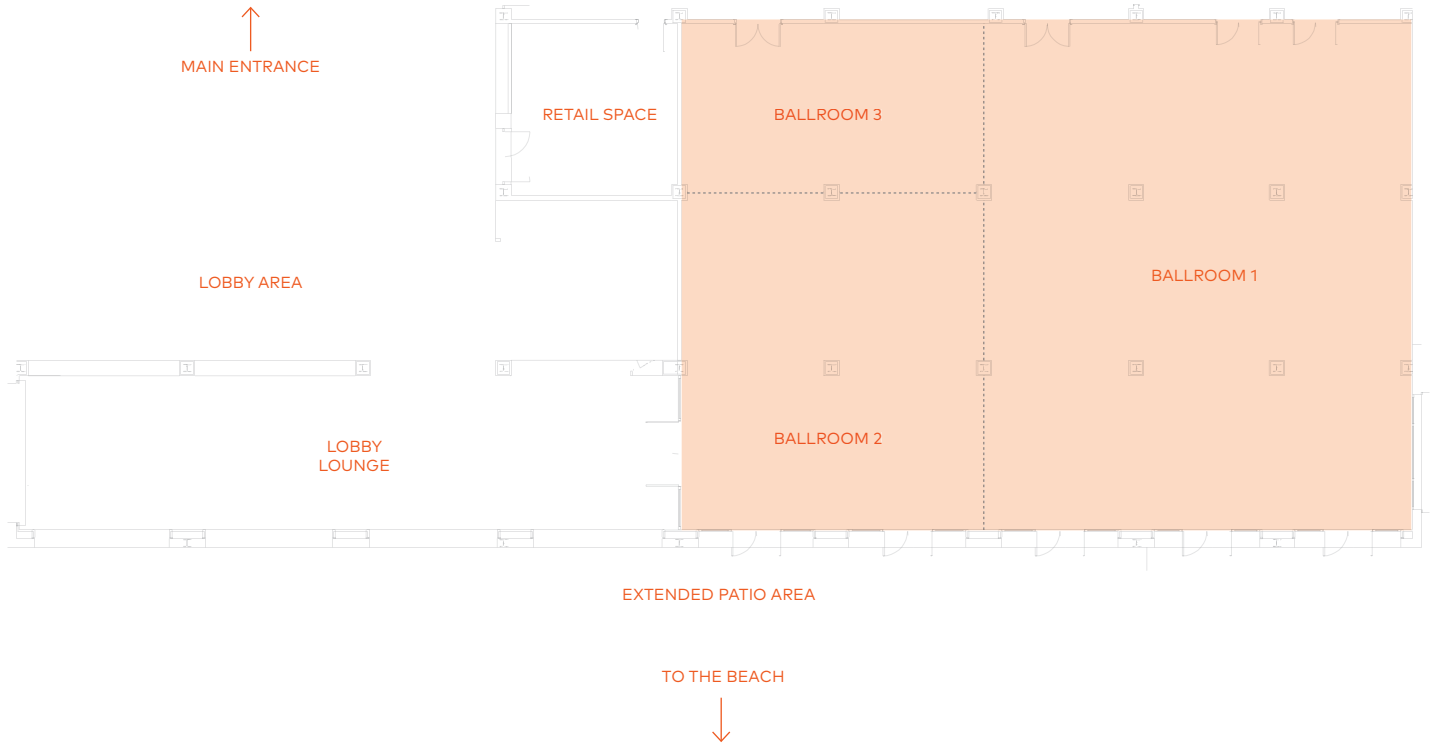 MAIN ENTRANCE
RETAIL SPACE
BALLROOM 3
LOBBY AREA
BALLROOM 1
BALLROOM 2
LOBBY
LOUNGE
EXTENDED PATIO AREA
TO THE BEACH